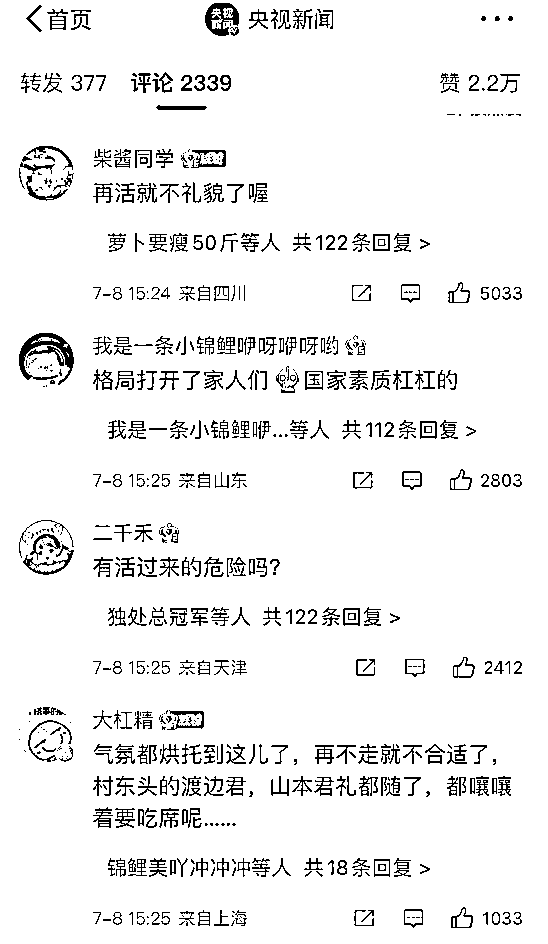 首页
央视新闻
转发 377 评论 2339 赞 2.2万
柴酱同学
再活就不礼貌了喔
萝卜要瘦50斤等人 共122条回复 >
7-8 15:24 来自四川 5033
我是一条小锦鲤咿呀咿呀哟
格局打开了家人们 国家素质杠杠的
我是一条小锦鲤咿...等人 共112条回复 >
7-8 15:25 来自山东 2803
二千禾
有活过来的危险吗?
独处总冠军等人 共122条回复 >
7-8 15:25 来自天津 2412
大杠精
气氛都烘托到这儿了，再不走就不合适了，
村东头的渡边君，山本君礼都随了，都嚷嚷
着要吃席呢......
锦鲤美吖冲冲冲等人 共18条回复 >
7-8 15:25 来自上海 1033